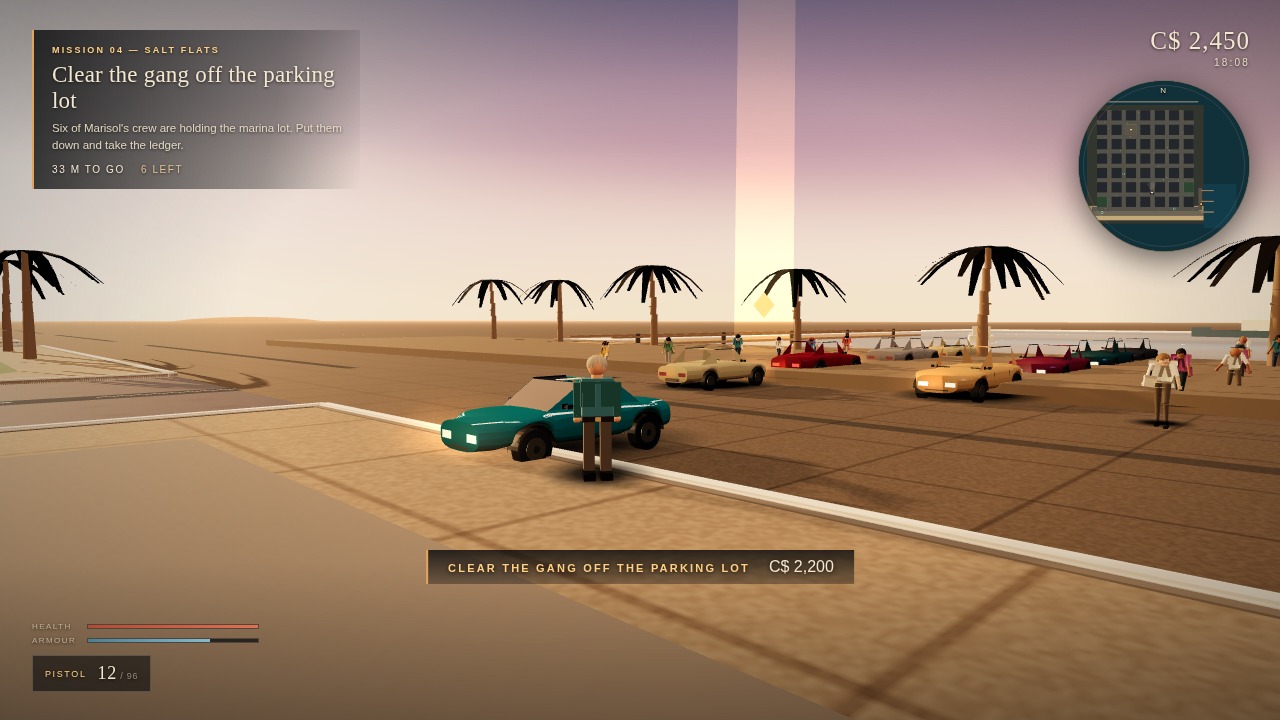 MISSION 04 — SALT FLATS
Clear the gang off the parking
lot
Six of Marisol's crew are holding the marina lot. Put them
down and take the ledger.
33 M TO GO 6 LEFT
C$ 2,450
18:08
N
CLEAR THE GANG OFF THE PARKING LOT C$ 2,200
HEALTH
ARMOUR
PISTOL 12 / 96